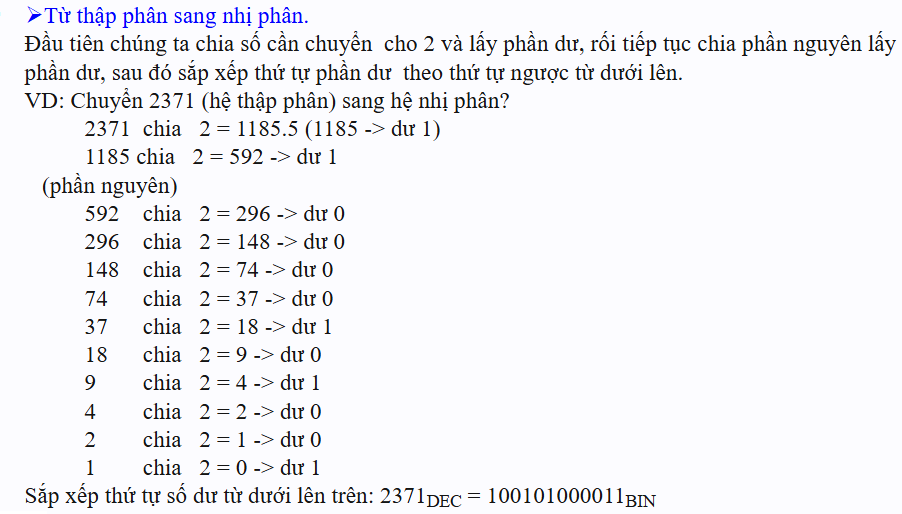 ➢Từ thập phân sang nhị phân.
Đầu tiên chúng ta chia số cần chuyển cho 2 và lấy phần dư, rối tiếp tục chia phần nguyên lấy
phần dư, sau đó sắp xếp thứ tự phần dư theo thứ tự ngược từ dưới lên.
VD: Chuyển 2371 (hệ thập phân) sang hệ nhị phân?
2371 chia 2 = 1185.5 (1185 -> dư 1)
1185 chia 2 = 592 -> dư 1
(phần nguyên)
592 chia 2 = 296 -> dư 0
296 chia 2 = 148 -> dư 0
148 chia 2 = 74 -> dư 0
74 chia 2 = 37 -> dư 0
37 chia 2 = 18 -> dư 1
18 chia 2 = 9 -> dư 0
9 chia 2 = 4 -> dư 1
4 chia 2 = 2 -> dư 0
2 chia 2 = 1 -> dư 0
1 chia 2 = 0 -> dư 1
Sắp xếp thứ tự số dư từ dưới lên trên: 2371DEC = 100101000011BIN